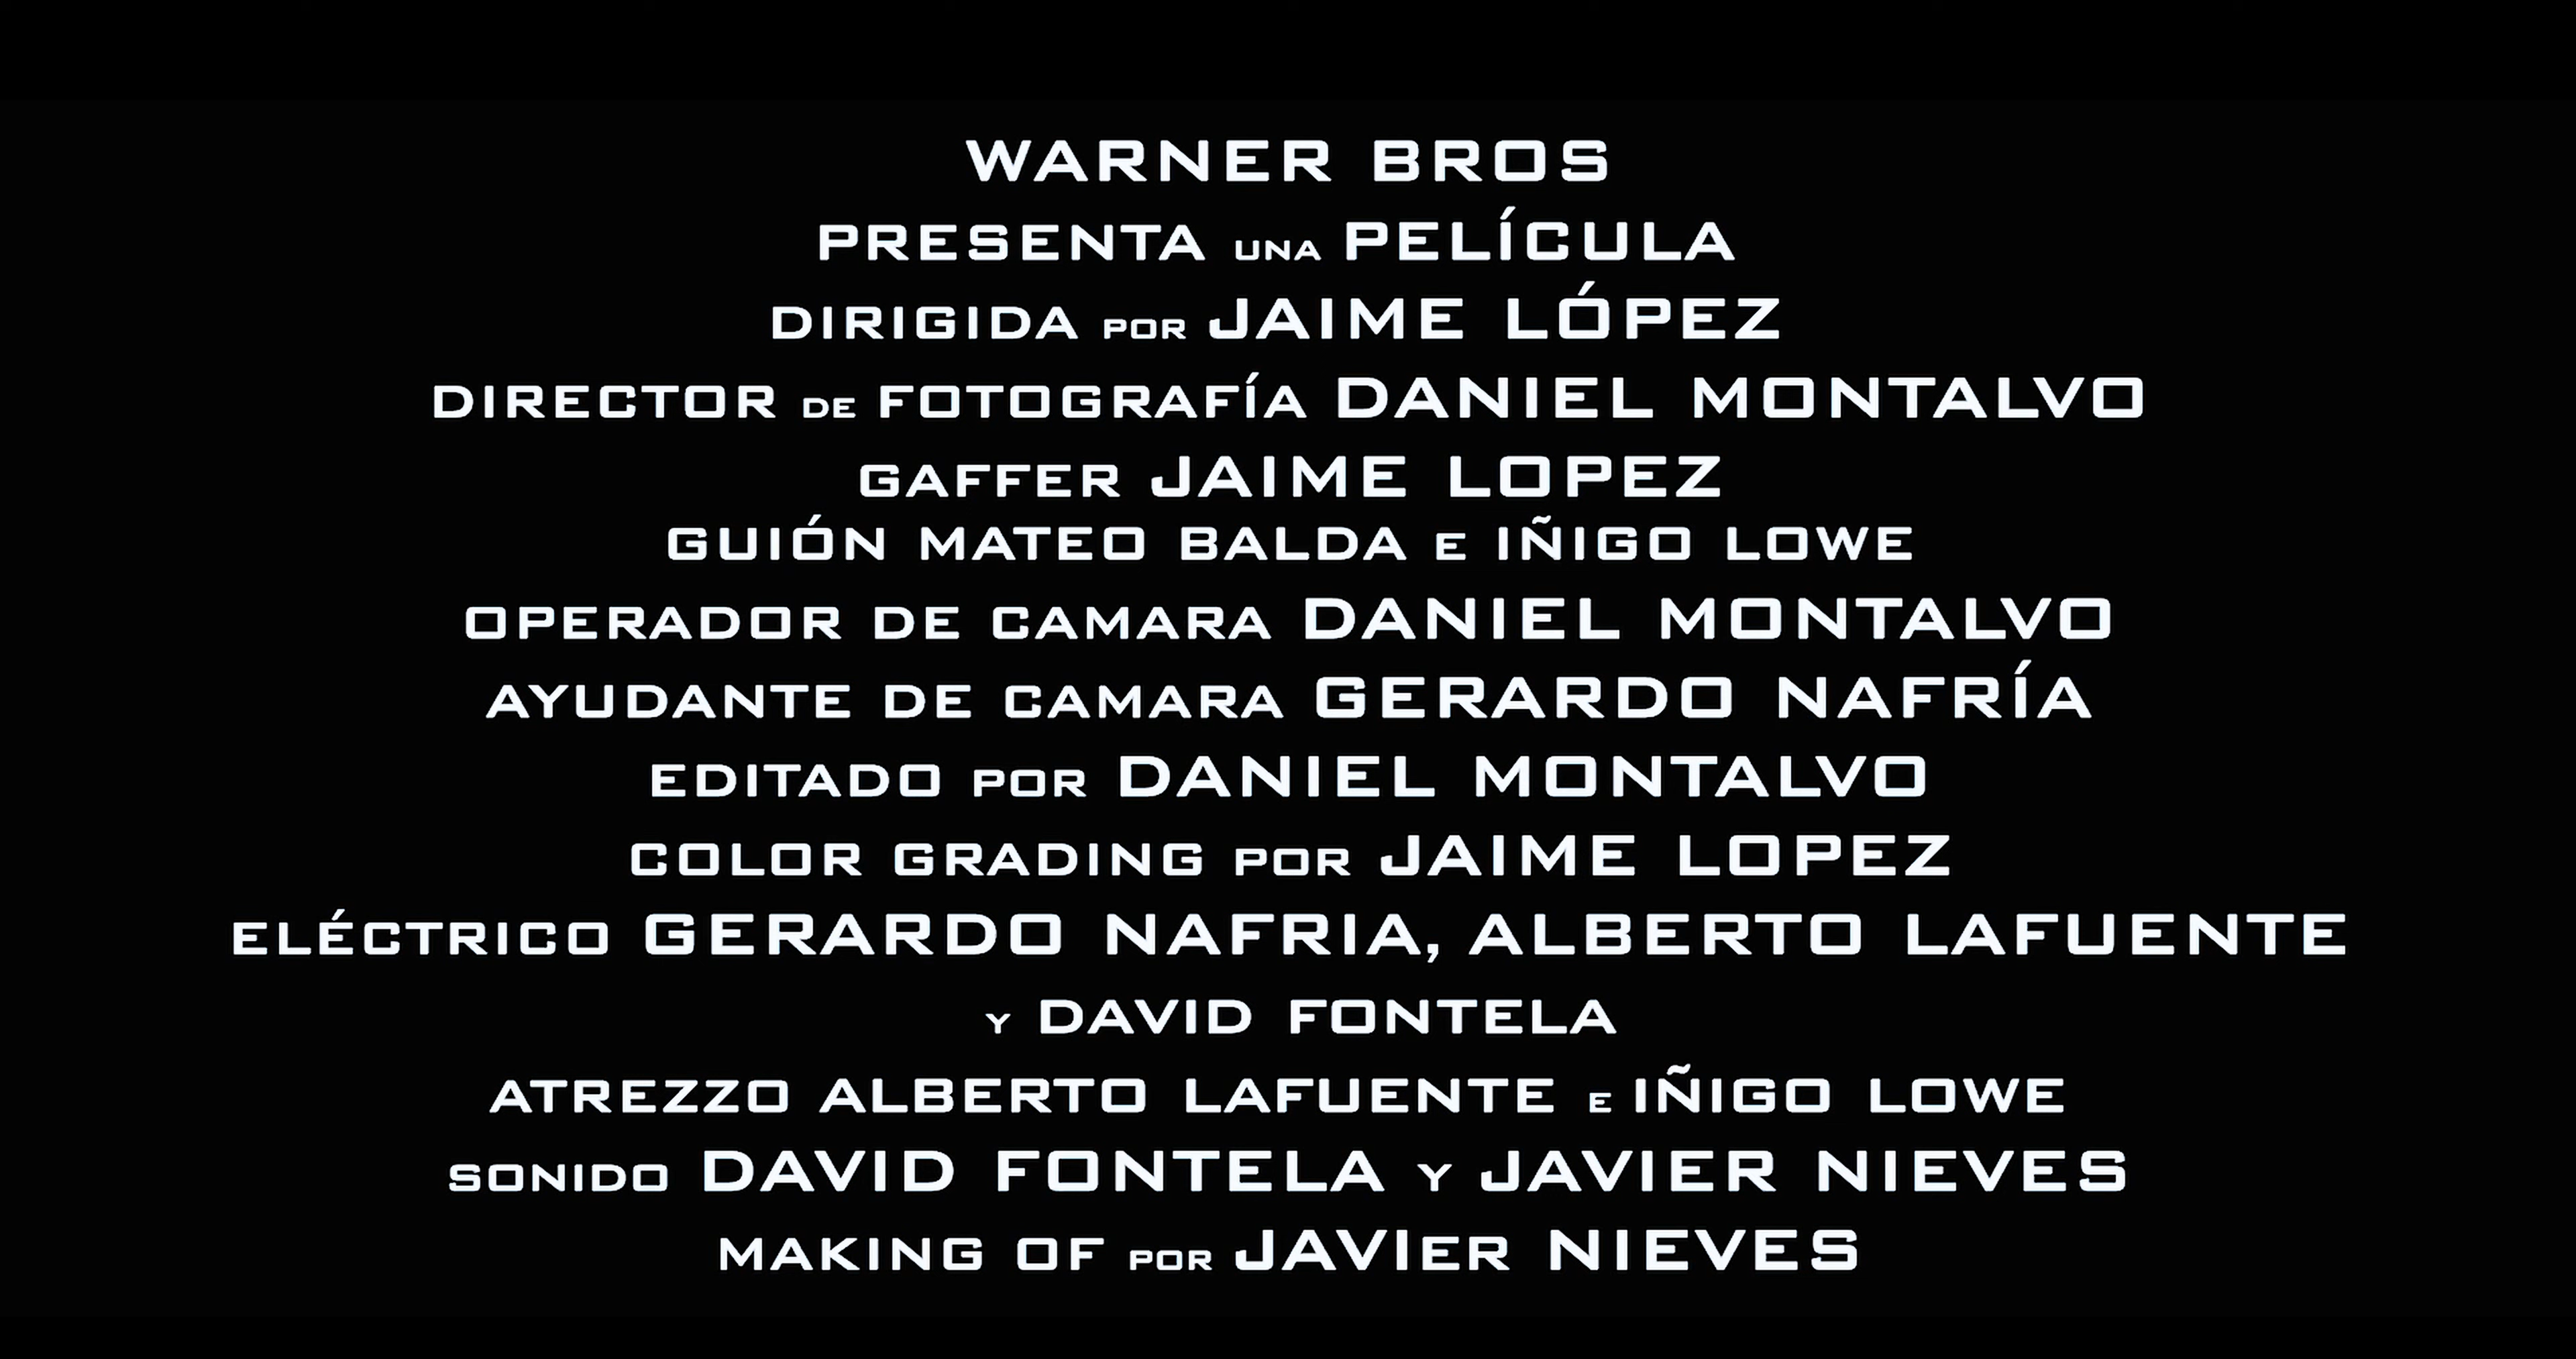 WARNER BROS
PRESENTA UNA PELÍCULA
DIRIGIDA POR JAIME LÓPEZ
DIRECTOR DE FOTOGRAFÍA DANIEL MONTALVO
GAFFER JAIME LOPEZ
GUIÓN MATEO BALDA E IÑIGO LOWE
OPERADOR DE CAMARA DANIEL MONTALVO
AYUDANTE DE CAMARA GERARDO NAFRÍA
EDITADO POR DANIEL MONTALVO
COLOR GRADING POR JAIME LOPEZ
ELÉCTRICO GERARDO NAFRIA, ALBERTO LAFUENTE
Y DAVID FONTELA
ATREZZO ALBERTO LAFUENTE E IÑIGO LOWE
SONIDO DAVID FONTELA Y JAVIER NIEVES
MAKING OF POR JAVIER NIEVES